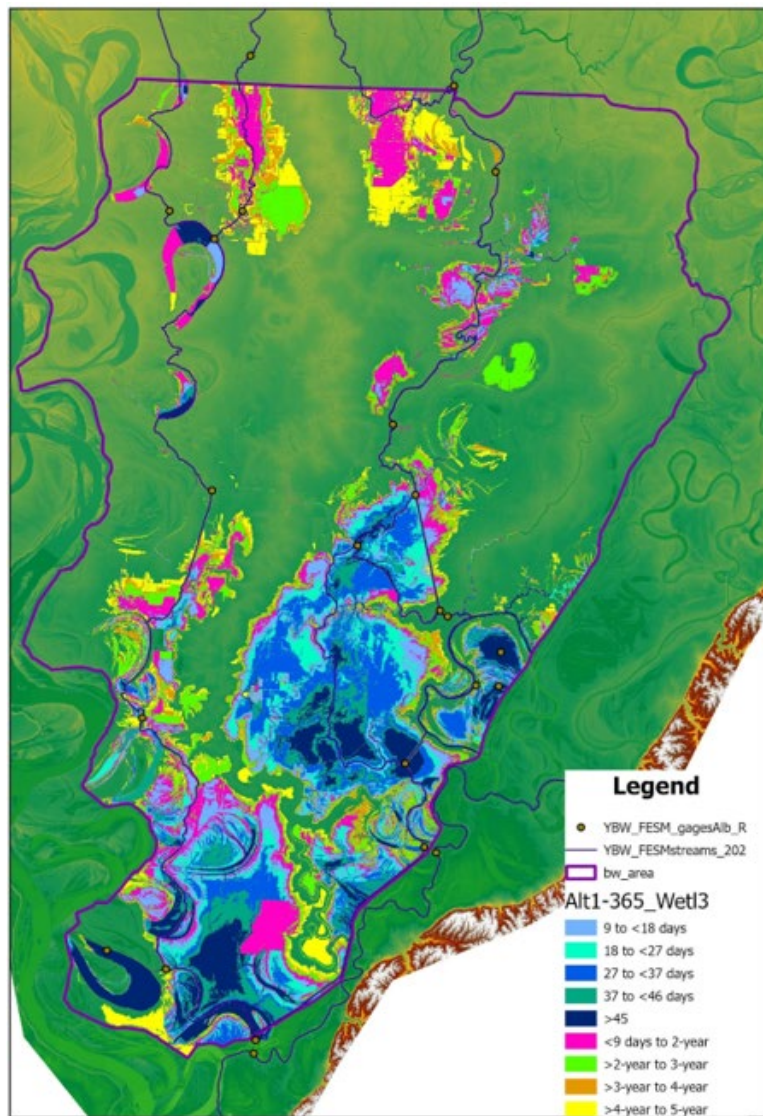 Legend
YBW_FESM_gagesAlb_R
YBW_FESMstreams_202
bw_area
Alt1-365_Wetl3
9 to <18 days
18 to <27 days
27 to <37 days
37 to <46 days
>45
<9 days to 2-year
>2-year to 3-year
>3-year to 4-year
>4-year to 5-year